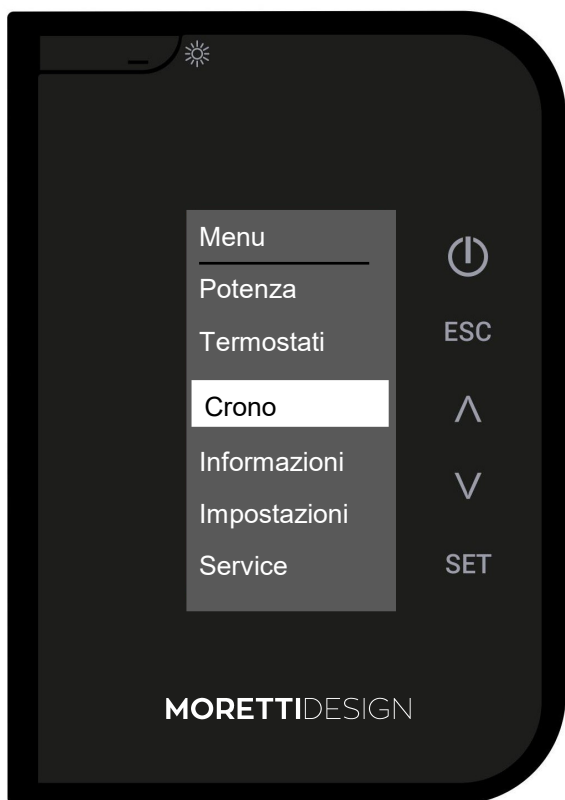 Menu
Potenza
Termostati
Crono
Informazioni
Impostazioni
Service
ESC
SET
MORETTIDESIGN